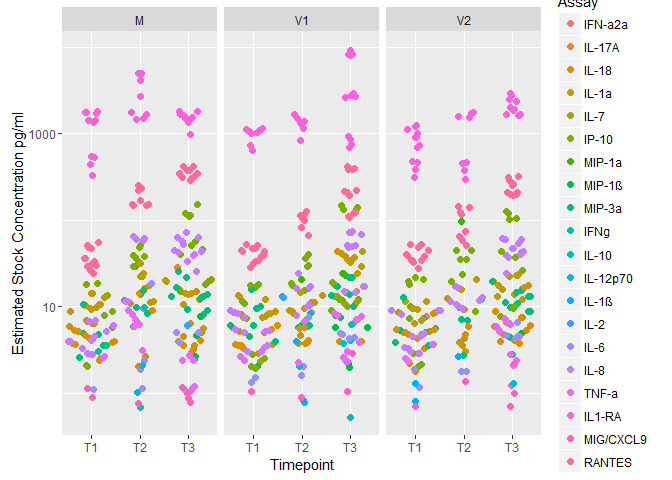 Assay
M V1 V2
IFN-a2a
IL-17A
IL-18
IL-1a
IL-7
IP-10
MIP-1a
MIP-1ß
MIP-3a
IFNg
IL-10
IL-12p70
IL-1ß
IL-2
IL-6
IL-8
TNF-a
IL1-RA
MIG/CXCL9
RANTES
Estimated Stock Concentration pg/ml
1000
10
T1 T2 T3 T1 T2 T3 T1 T2 T3
Timepoint